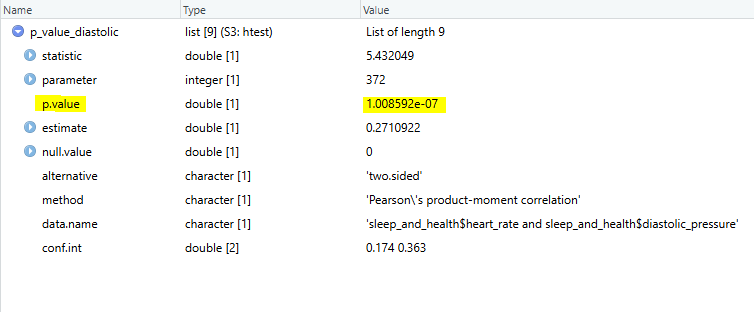 Name Type Value
p_value_diastolic list [9] (S3: htest) List of length 9
statistic double [1] 5.432049
parameter integer [1] 372
p.value double [1] 1.008592e-07
estimate double [1] 0.2710922
null.value double [1] 0
alternative character [1] 'two.sided'
method character [1] 'Pearson\'s product-moment correlation'
data.name character [1] 'sleep_and_health$heart_rate and sleep_and_health$diastolic_pressure'
conf.int double [2] 0.174 0.363